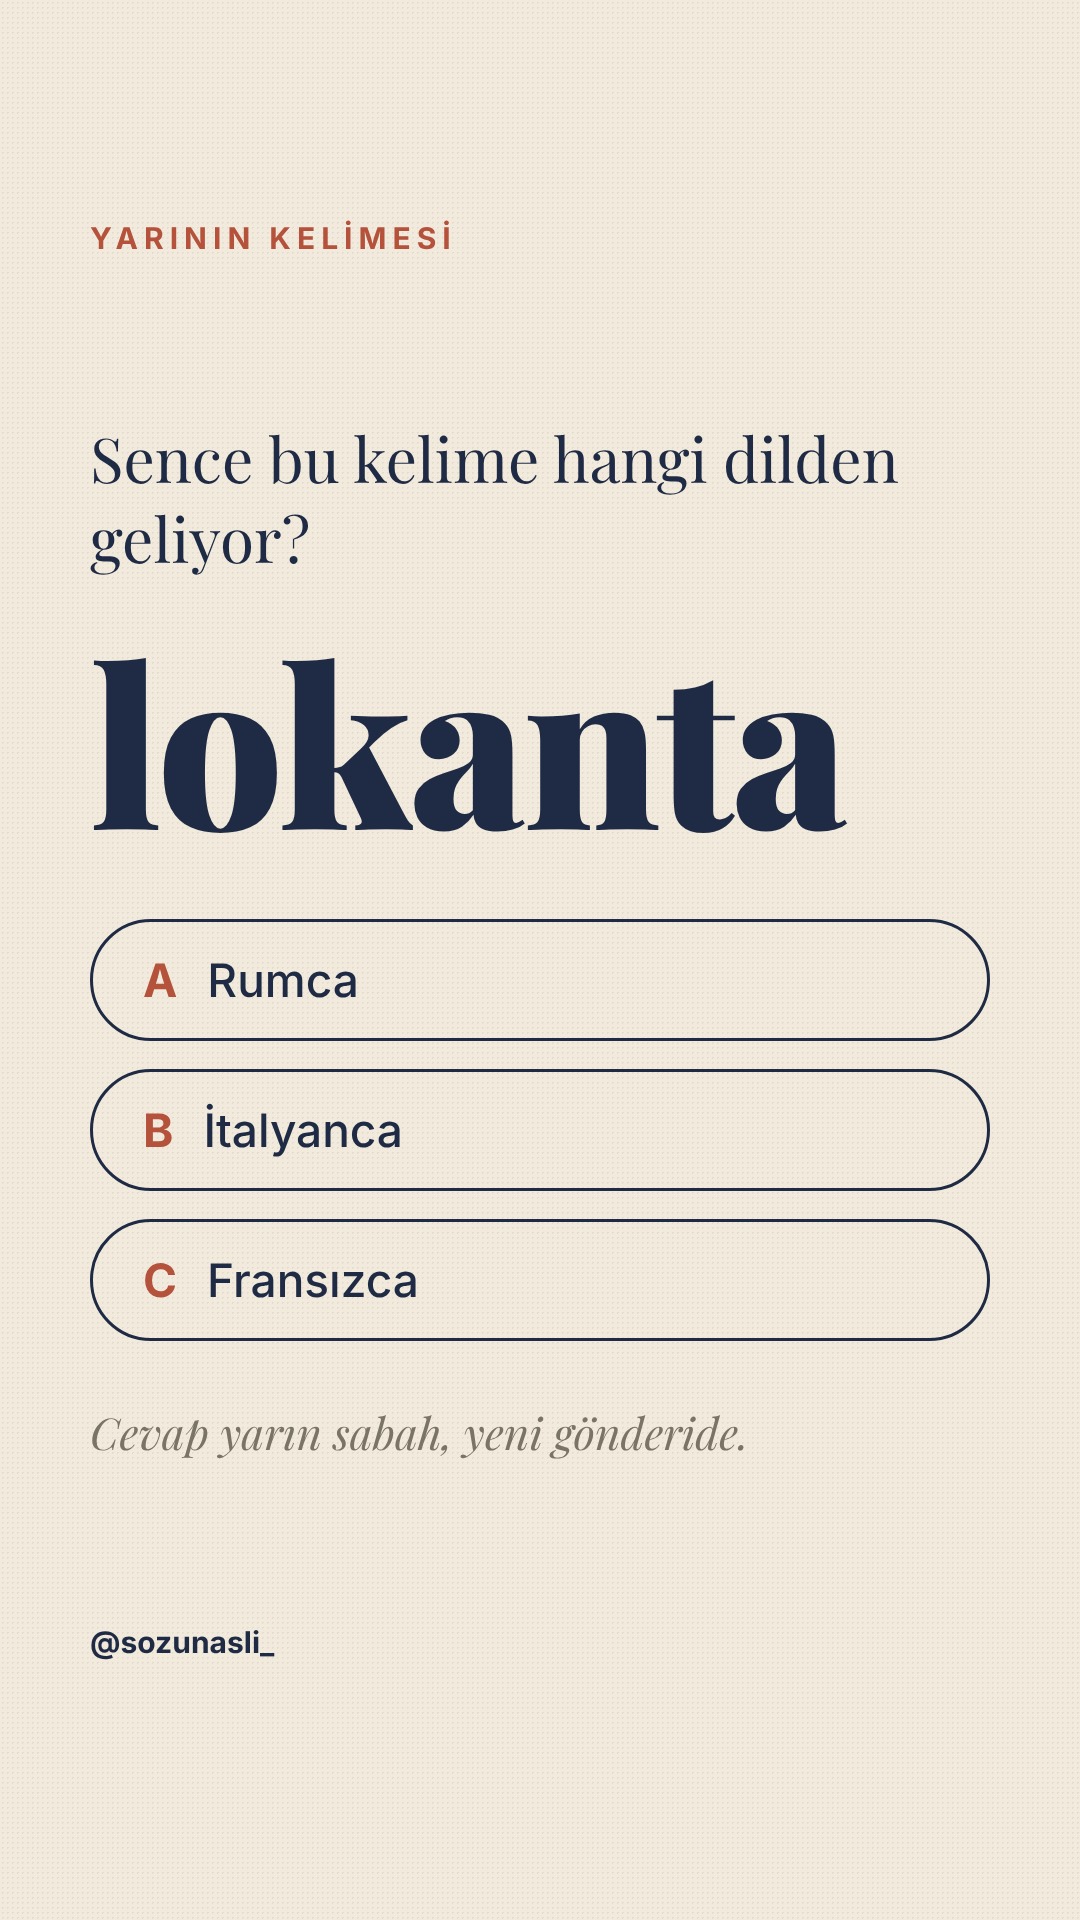 YARININ KELİMESİ
Sence bu kelime hangi dilden
geliyor?
lokanta
A Rumca
B İtalyanca
C Fransızca
Cevap yarın sabah, yeni gönderide.
@sozunasli_